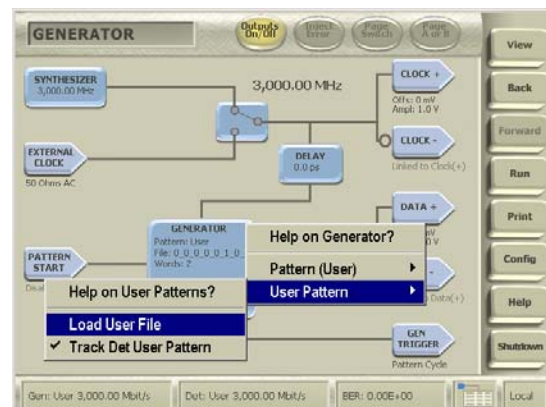 GENERATOR
Outputs On/Off
Inject Error
Page Switch
Page A or B
View
SYNTHESIZER
3,000.00 MHz
3,000.00 MHz
CLOCK +
Offs: 0 mV
Ampl: 1.0 V
Back
Forward
EXTERNAL CLOCK
50 Ohms AC
DELAY
0.0 ps
CLOCK -
Linked to Clock(+)
Run
DATA +
Print
GENERATOR
Pattern: User
File: 0_0_0_0_0_1_0_
Words: 2
Help on Generator?
Pattern (User)
User Pattern
PATTERN START
Config
Help on User Patterns?
Load User File
✓ Track Det User Pattern
Help
GEN TRIGGER
Pattern Cycle
Shutdown
Gen: User 3,000.00 Mbit/s
Det: User 3,000.00 Mbit/s
BER: 0.00E+00
Local